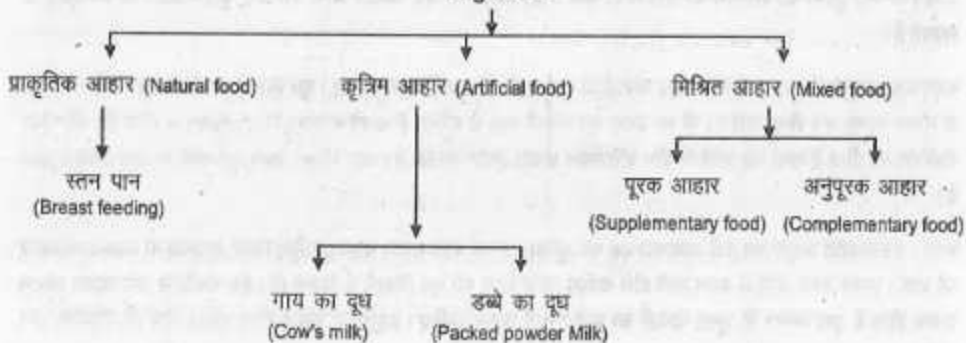 प्राकृतिक आहार (Natural food) कृत्रिम आहार (Artificial food) मिश्रित आहार (Mixed food)
स्तन पान
(Breast feeding)
पूरक आहार
(Supplementary food)
अनुपूरक आहार
(Complementary food)
गाय का दूध
(Cow's milk)
डब्बे का दूध
(Packed powder Milk)